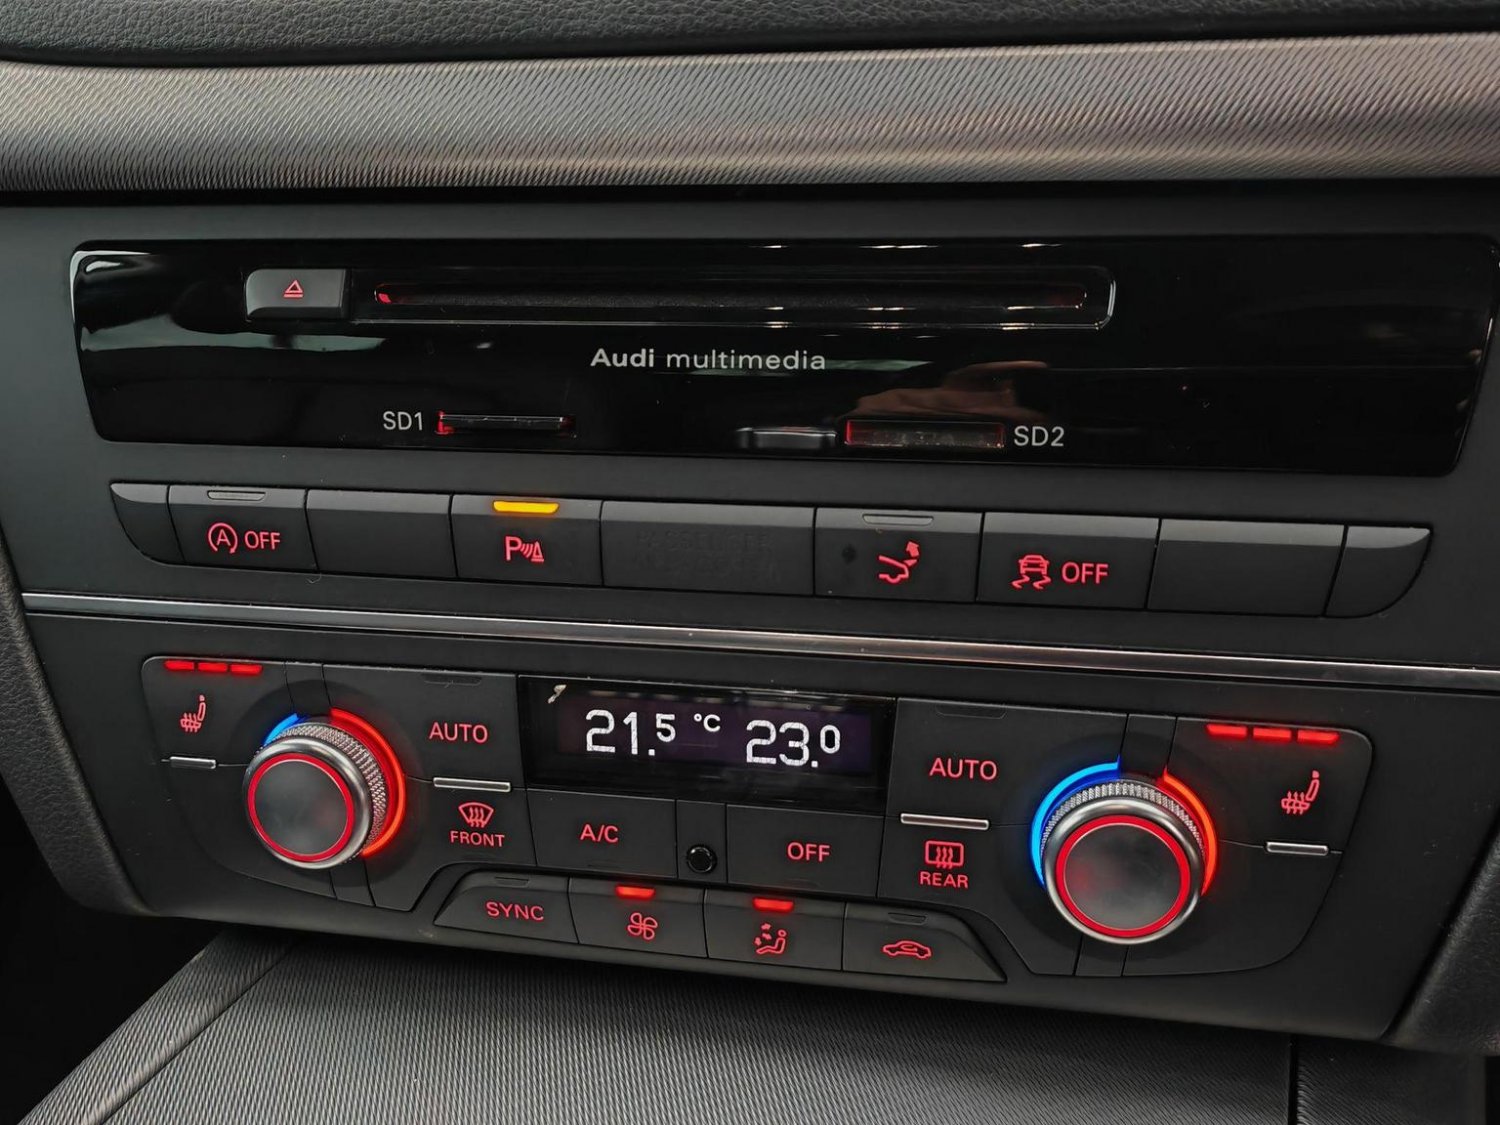 Audi multimedia
SD1
SD2
A OFF
P
OFF
AUTO
21.5 °C 23.0
AUTO
FRONT
A/C
OFF
REAR
SYNC